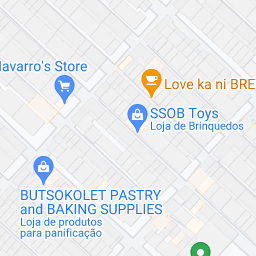 Navarro's Store
Love ka ni BRE
SSOB Toys
Loja de Brinquedos
BUTSOKOLET PASTRY
and BAKING SUPPLIES
Loja de produtos
para panificação